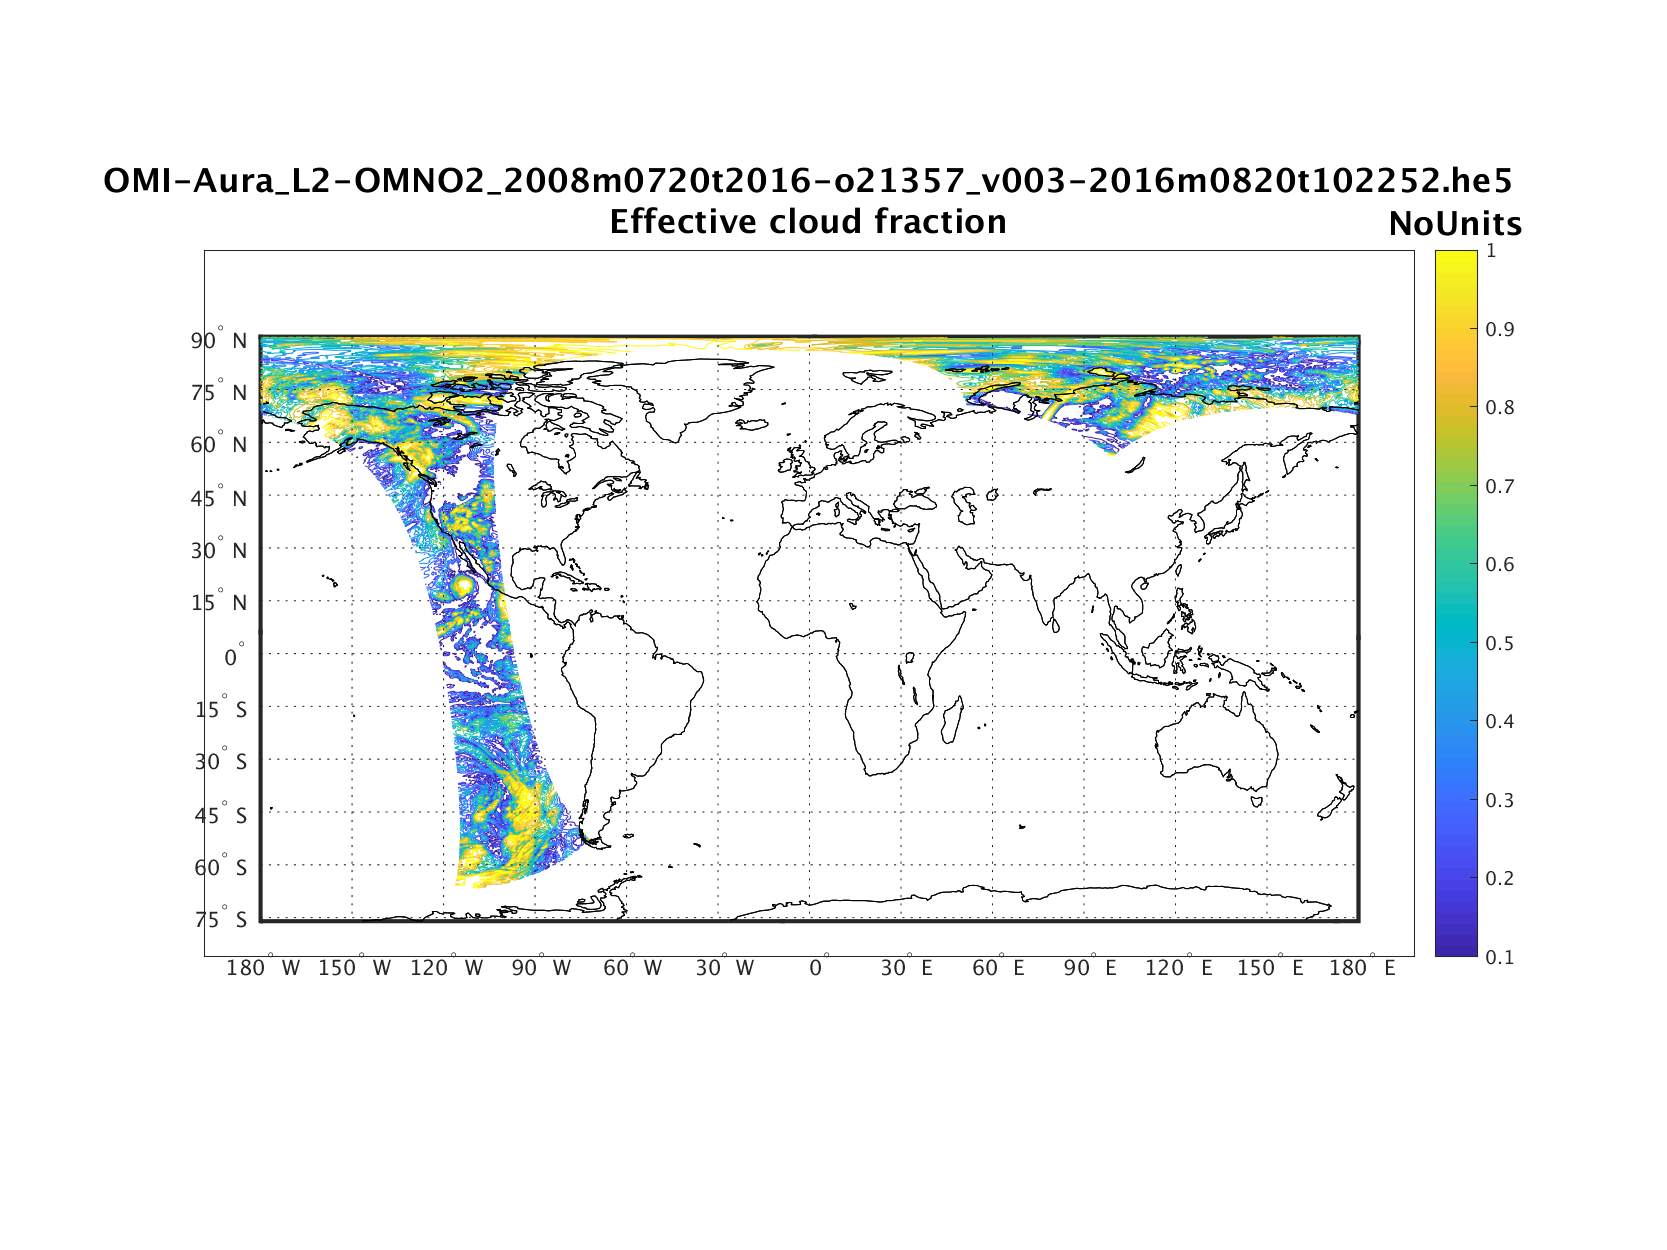 OMI-Aura_L2-OMNO2_2008m0720t2016-o21357_v003-2016m0820t102252.he5
Effective cloud fraction
NoUnits
90° N
75° N
60° N
45° N
30° N
15° N
0°
15° S
30° S
45° S
60° S
75° S
180° W 150° W 120° W 90° W 60° W 30° W 0° 30° E 60° E 90° E 120° E 150° E 180° E
1
0.9
0.8
0.7
0.6
0.5
0.4
0.3
0.2
0.1